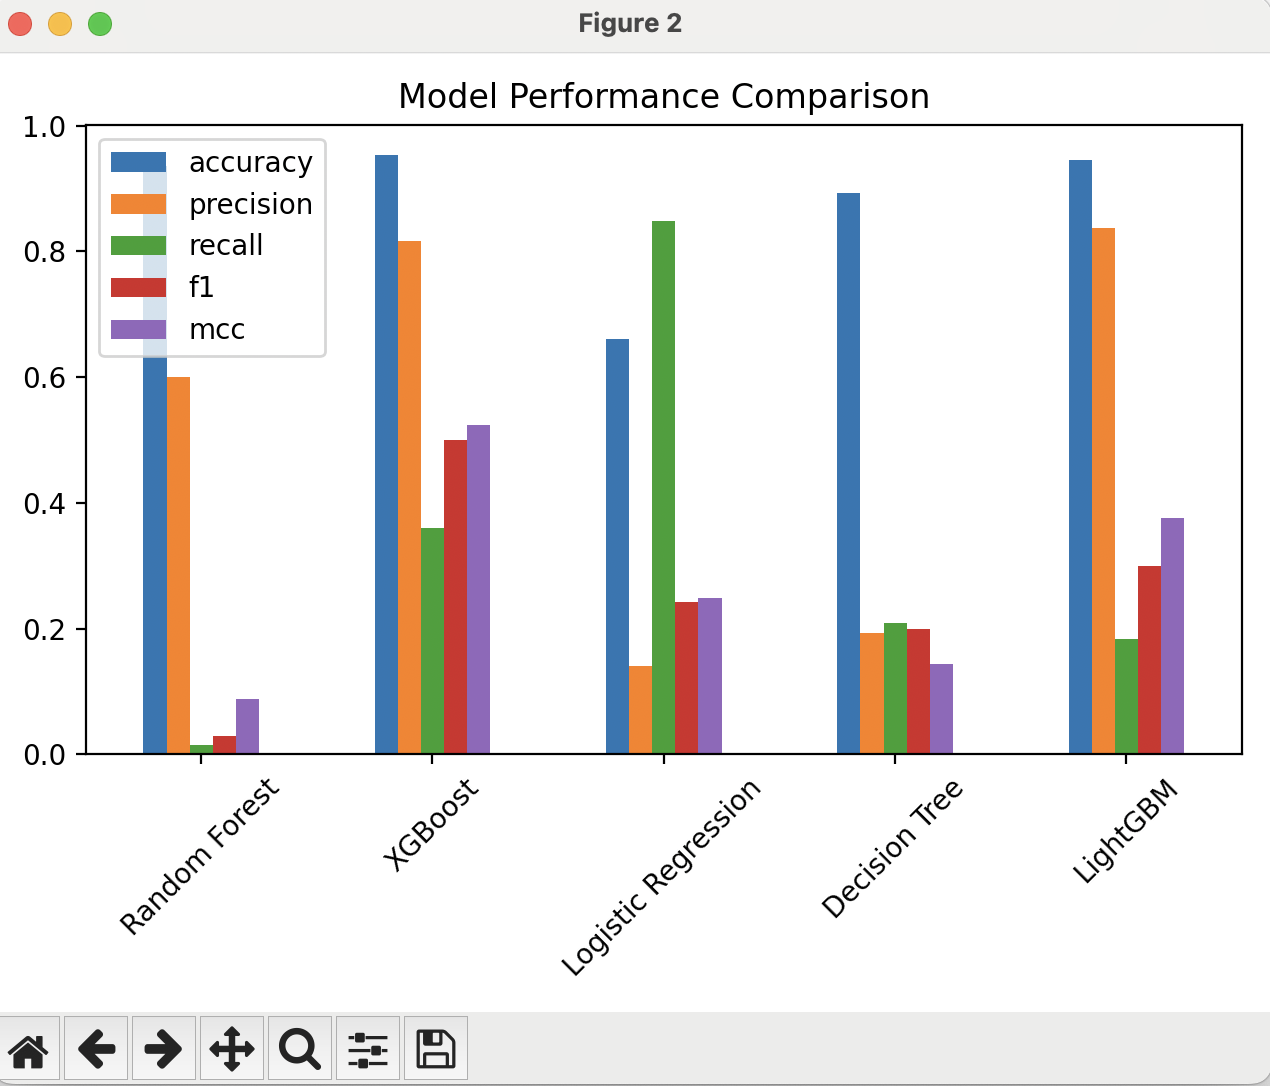 Figure 2
Model Performance Comparison
1.0
0.8
0.6
0.4
0.2
0.0
accuracy
precision
recall
f1
mcc
Random Forest
XGBoost
Logistic Regression
Decision Tree
LightGBM